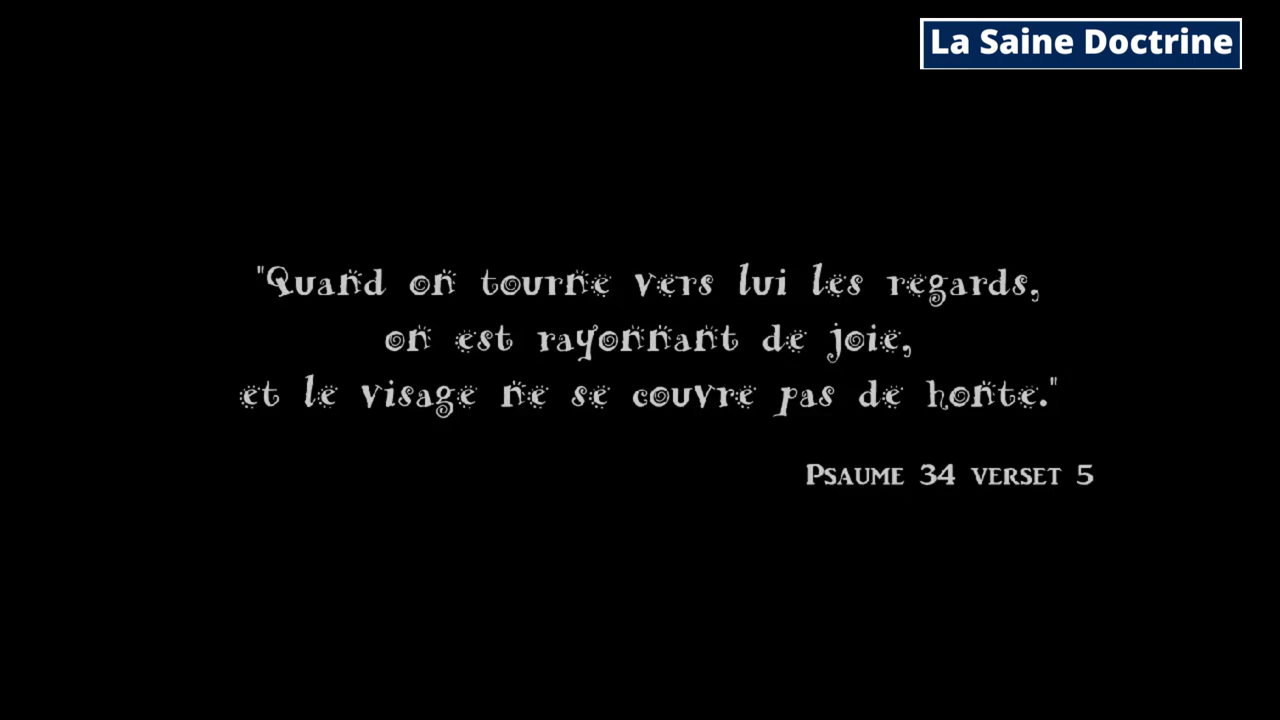 La Saine Doctrine
"Quand on tourne vers lui les regards,
on est rayonnant de joie,
et le visage ne se couvre pas de honte."
Psaume 34 verset 5